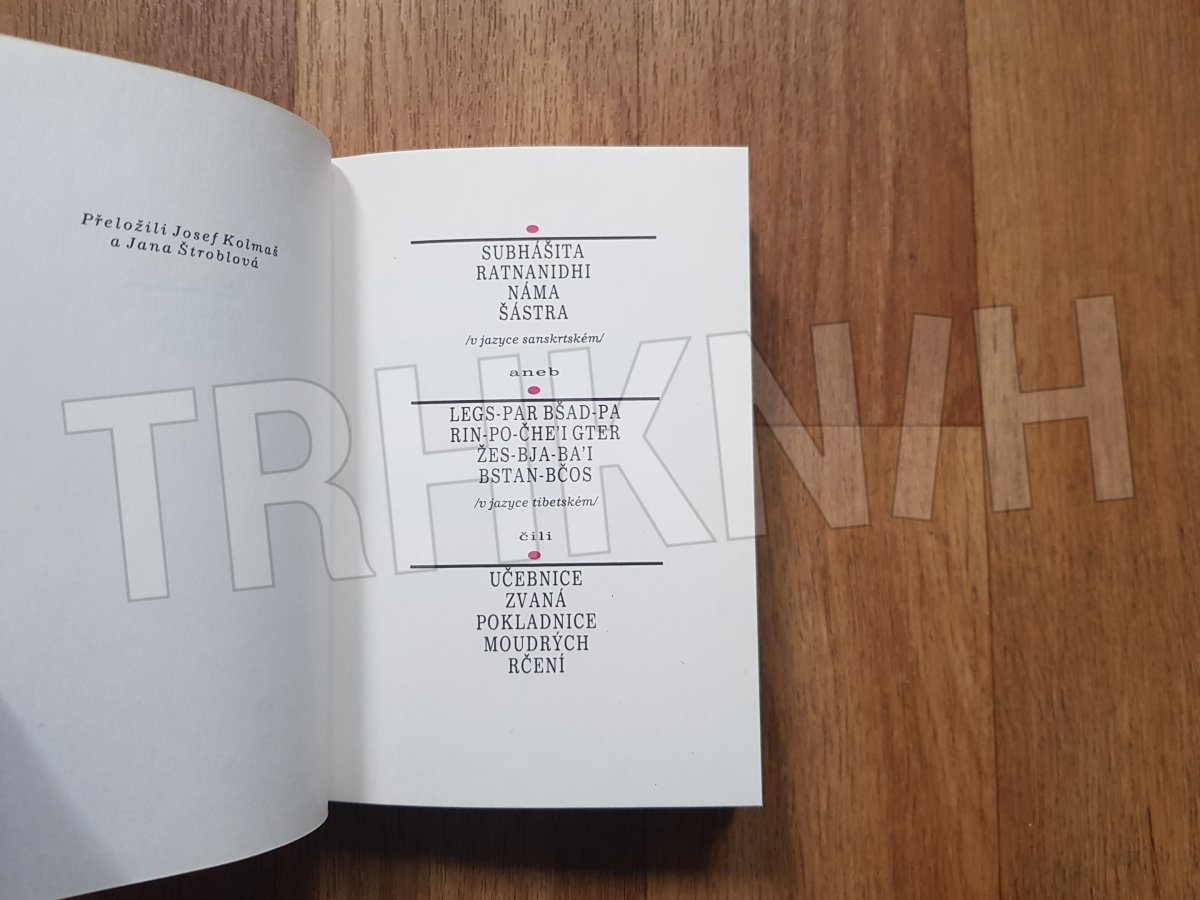 Přeložili Josef Kolmaš
a Jana Štroblová
SUBHÁŠITA
RATNANIDHI
NÁMA
ŠÁSTRA
/v jazyce sanskrtském/
aneb
LEGS-PAR BŠAD-PA
RIN-PO-ČHE'I GTER
ŽES-BJA-BA'I
BSTAN-BČOS
/v jazyce tibetském/
čili
UČEBNICE
ZVANÁ
POKLADNICE
MOUDRÝCH
RČENÍ
TRHKNIH